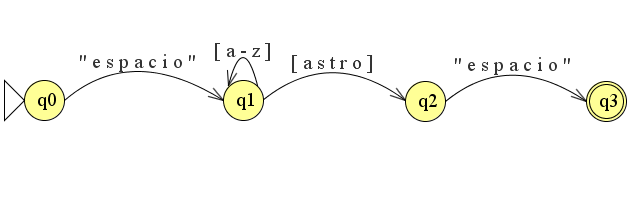 "espacio"
[a-z]
[astro]
"espacio"
q0
q1
q2
q3